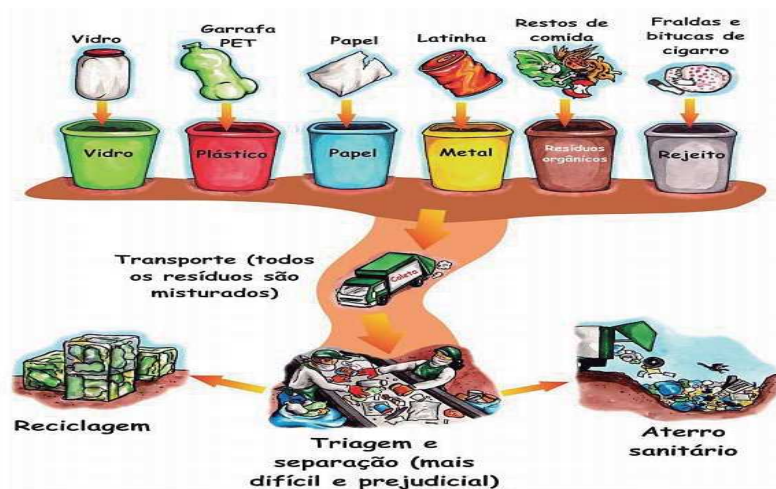 Vidro
Garrafa
PET
Papel
Latinha
Restos de
comida
Fraldas e
bitucas de
cigarro
Vidro
Plástico
Papel
Metal
Resíduos
orgânicos
Rejeito
Transporte (todos
os resíduos são
misturados)
Coleta
Reciclagem
Triagem e
separação (mais
difícil e prejudicial)
Aterro
sanitário